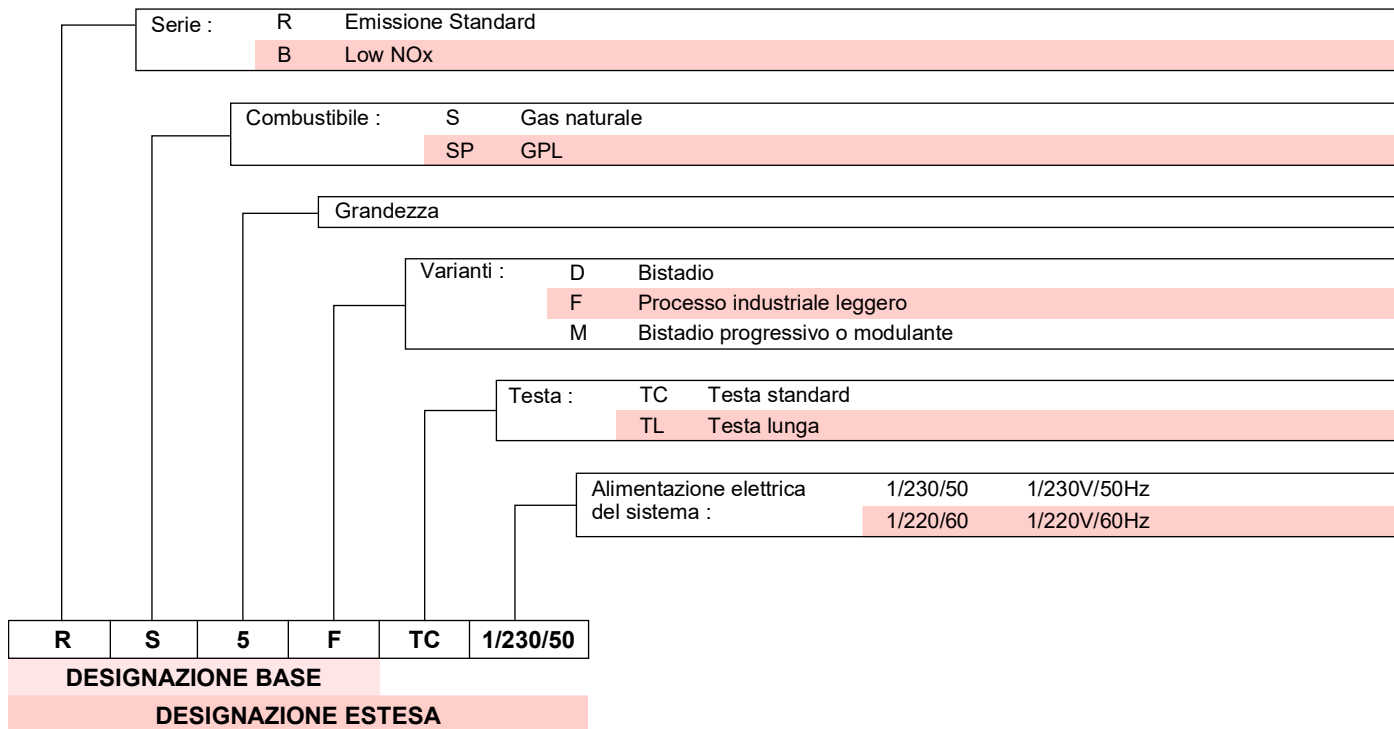 Serie : R Emissione Standard
B Low NOx
Combustibile : S Gas naturale
SP GPL
Grandezza
Varianti : D Bistadio
F Processo industriale leggero
M Bistadio progressivo o modulante
Testa : TC Testa standard
TL Testa lunga
Alimentazione elettrica 1/230/50 1/230V/50Hz
del sistema : 1/220/60 1/220V/60Hz
R S 5 F TC 1/230/50
DESIGNAZIONE BASE
DESIGNAZIONE ESTESA